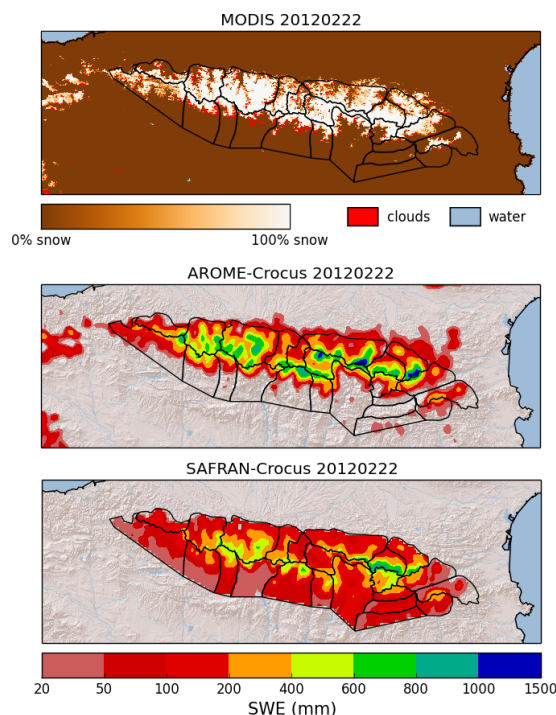 MODIS 20120222
0% snow 100% snow clouds water
AROME-Crocus 20120222
SAFRAN-Crocus 20120222
20 50 100 200 400 600 800 1000 1500
SWE (mm)